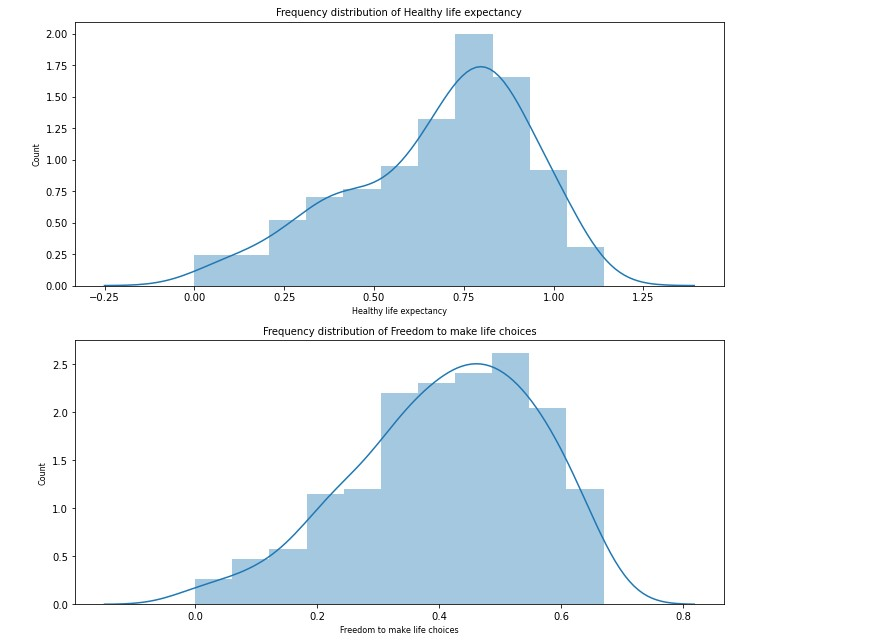 Frequency distribution of Healthy life expectancy
2.00
1.75
1.50
1.25
1.00
0.75
0.50
0.25
0.00
Count
−0.25 0.00 0.25 0.50 0.75 1.00 1.25
Healthy life expectancy
Frequency distribution of Freedom to make life choices
2.5
2.0
1.5
1.0
0.5
0.0
Count
0.0 0.2 0.4 0.6 0.8
Freedom to make life choices